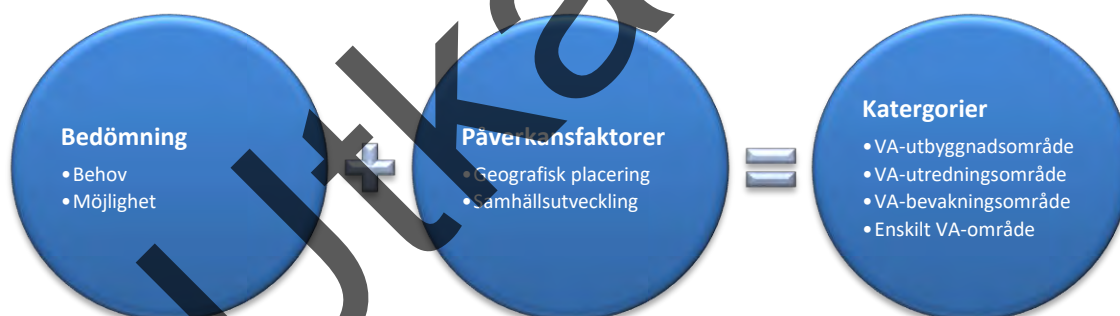 Bedömning
•Behov
•Möjlighet
Påverkansfaktorer
•Geografisk placering
•Samhällsutveckling
Katergorier
•VA-utbyggnadsområde
•VA-utredningsområde
•VA-bevakningsområde
•Enskilt VA-område